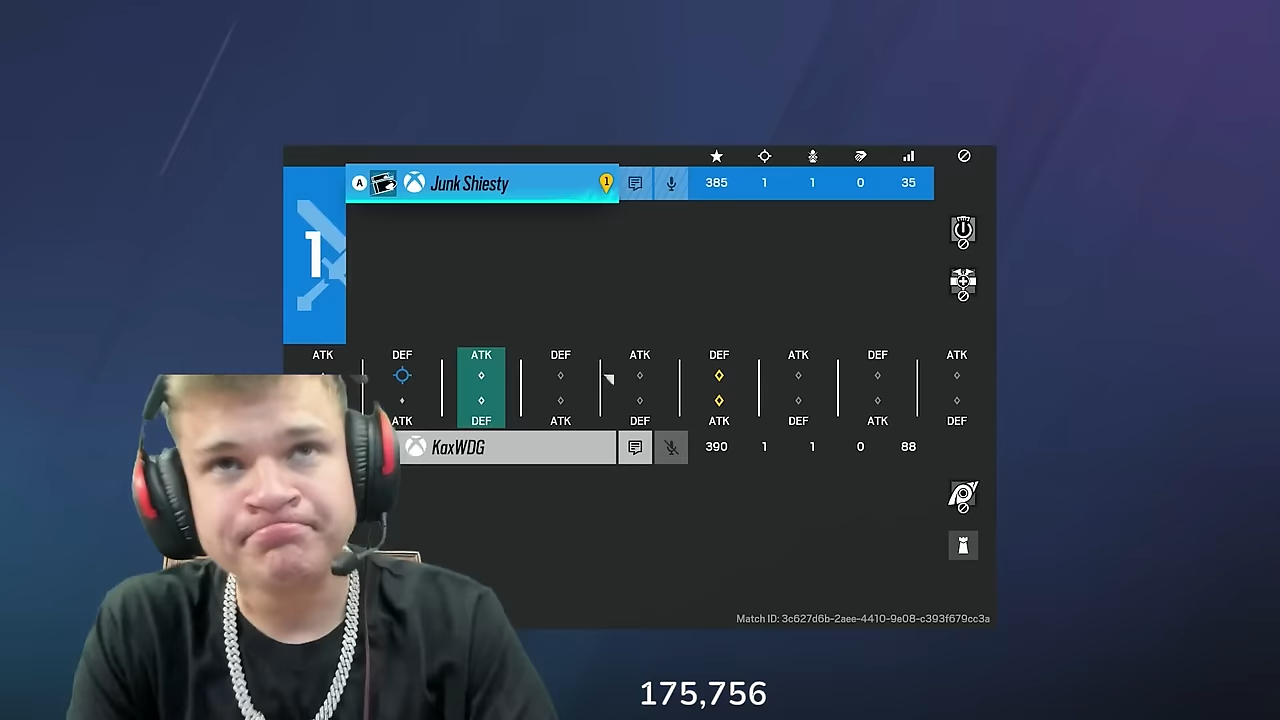 A Junk Shiesty 1 385 1 1 0 35
1
ATK DEF ATK DEF ATK DEF ATK DEF ATK
ATK DEF ATK DEF ATK DEF ATK DEF
KaxWDG 390 1 1 0 88
Match ID: 3c627d6b-2aee-4410-9e08-c393f679cc3a
175,756